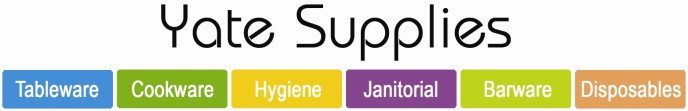 Yate Supplies
Tableware Cookware Hygiene Janitorial Barware Disposables